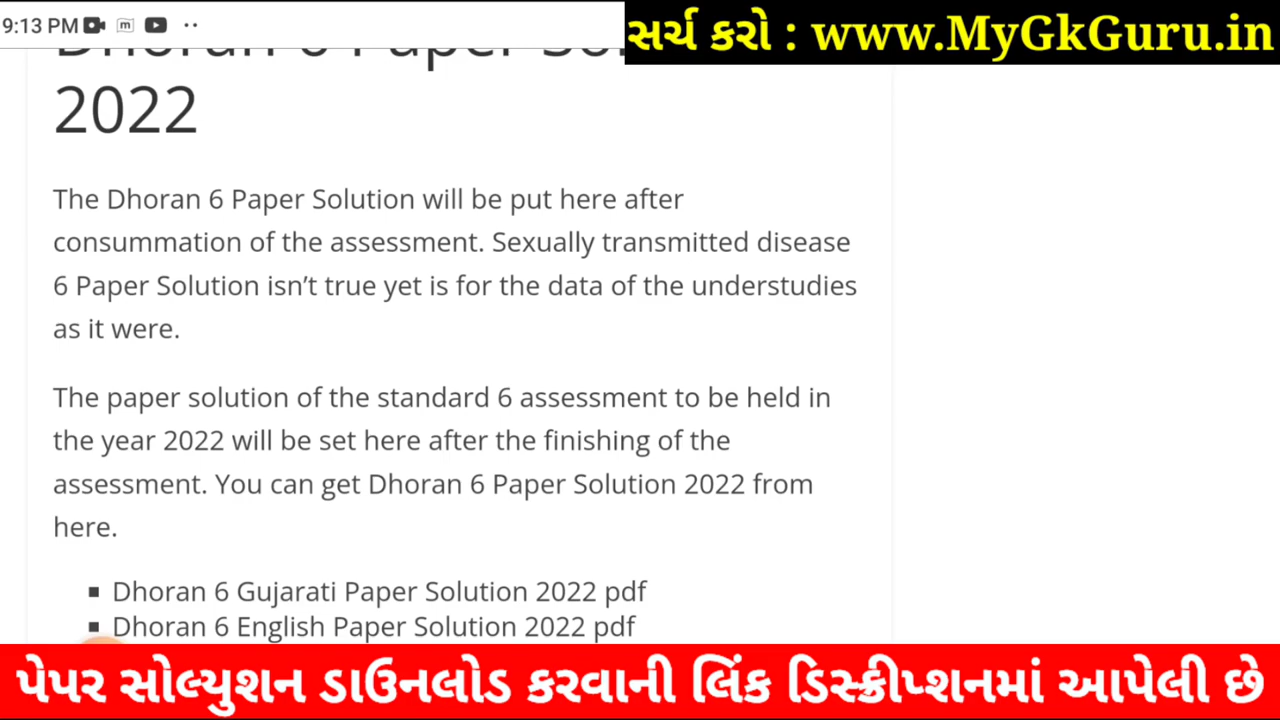 9:13 PM
સર્ચ કરો : www.MyGkGuru.in
Dhoran 6 Paper
2022
The Dhoran 6 Paper Solution will be put here after
consummation of the assessment. Sexually transmitted disease
6 Paper Solution isn’t true yet is for the data of the understudies
as it were.
The paper solution of the standard 6 assessment to be held in
the year 2022 will be set here after the finishing of the
assessment. You can get Dhoran 6 Paper Solution 2022 from
here.
▪ Dhoran 6 Gujarati Paper Solution 2022 pdf
▪ Dhoran 6 English Paper Solution 2022 pdf
પેપર સોલ્યુશન ડાઉનલોડ કરવાની લિંક ડિસ્ક્રીપ્શનમાં આપેલી છે